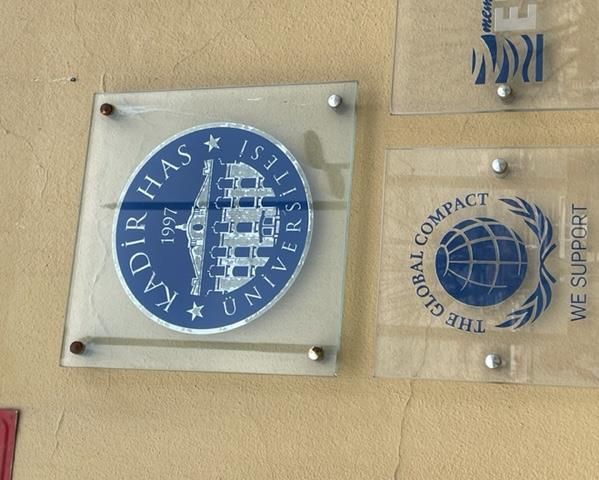 KADİR HAS
1997
ÜNİVERSİTESİ
THE GLOBAL COMPACT
WE SUPPORT